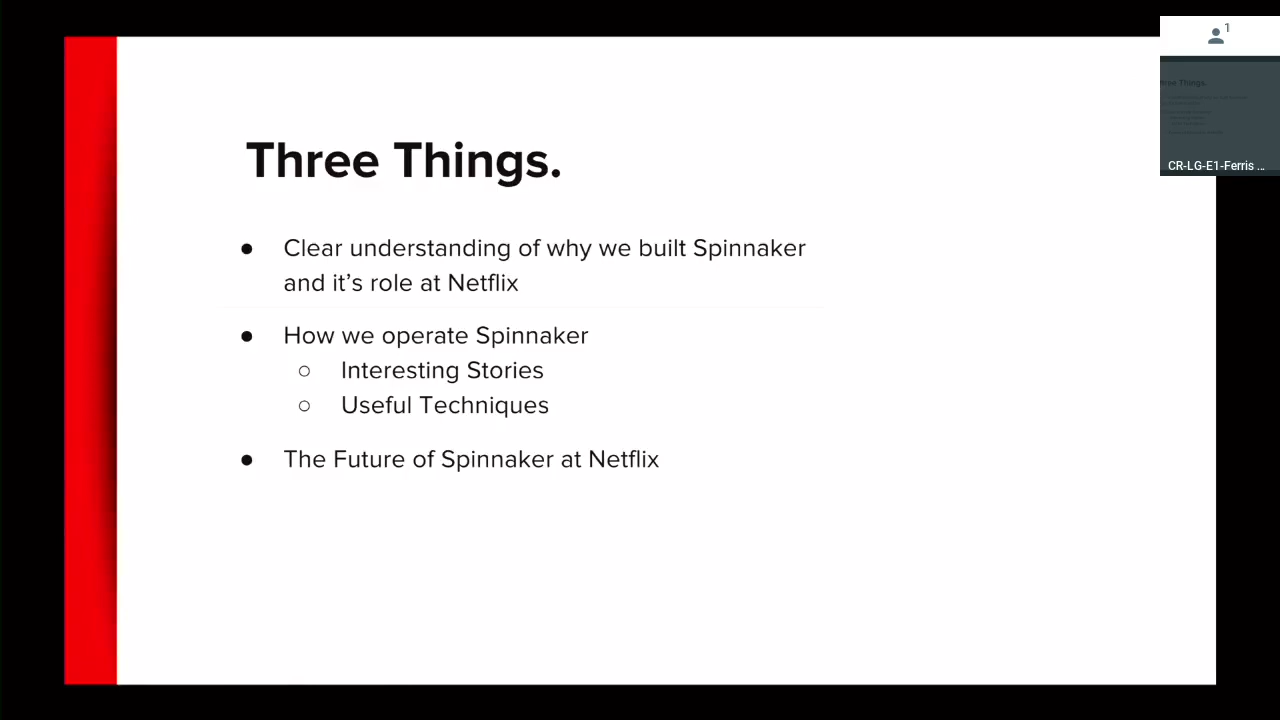 1
Three Things.
CR-LG-E1-Ferris ...
● Clear understanding of why we built Spinnaker
and it’s role at Netflix
● How we operate Spinnaker
○ Interesting Stories
○ Useful Techniques
● The Future of Spinnaker at Netflix